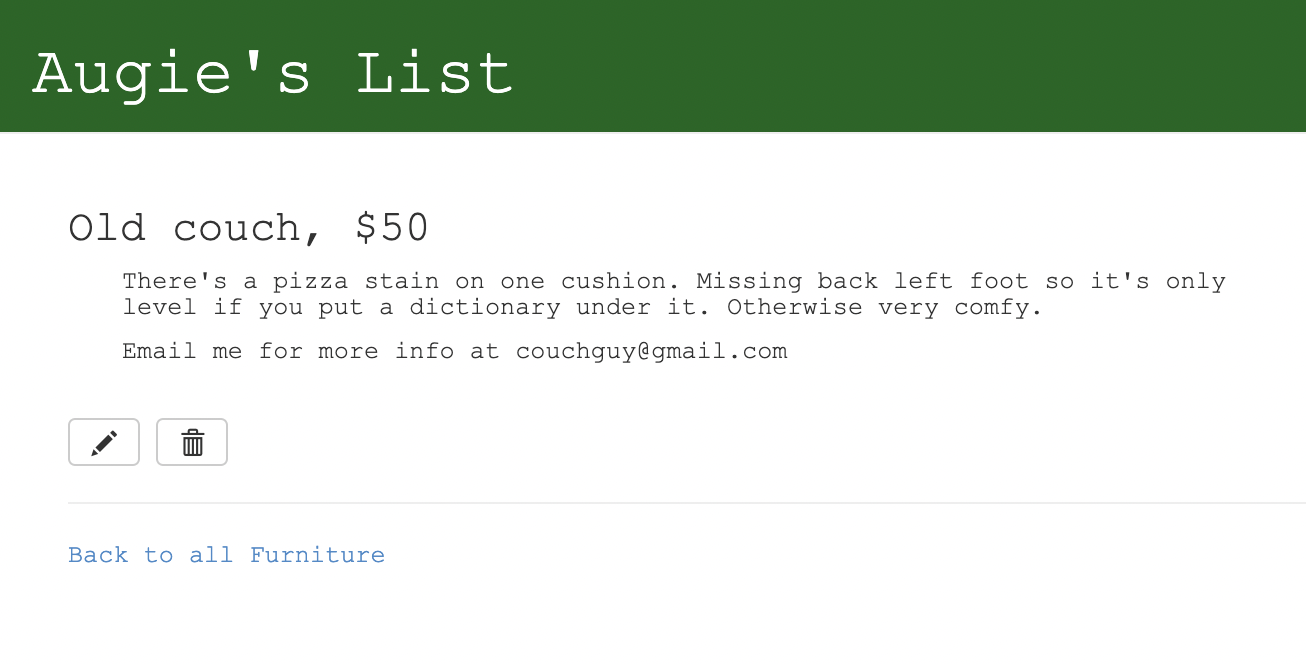 Augie's List
Old couch, $50
There's a pizza stain on one cushion. Missing back left foot so it's only
level if you put a dictionary under it. Otherwise very comfy.
Email me for more info at couchguy@gmail.com
Back to all Furniture